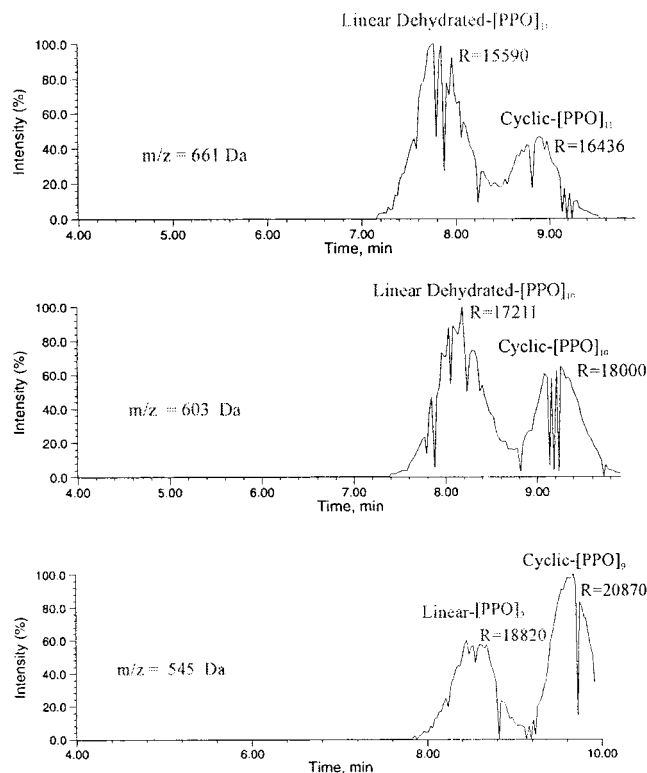 Linear Dehydrated-[PPO]₁₁
R=15590
Cyclic-[PPO]₁₁
R=16436
m/z = 661 Da
Intensity (%)
100.0
80.0
60.0
40.0
20.0
0.0
4.00 5.00 6.00 7.00 8.00 9.00
Time, min
Linear Dehydrated-[PPO]₁₀
R=17211
Cyclic-[PPO]₁₀
R=18000
m/z = 603 Da
Intensity (%)
100.0
80.0
60.0
40.0
20.0
0.0
4.00 5.00 6.00 7.00 8.00 9.00
Time, min
Cyclic-[PPO]₉
R=20870
Linear-[PPO]₉
R=18820
m/z = 545 Da
Intensity (%)
100.0
80.0
60.0
40.0
20.0
0.0
4.00 6.00 8.00 10.00
Time, min